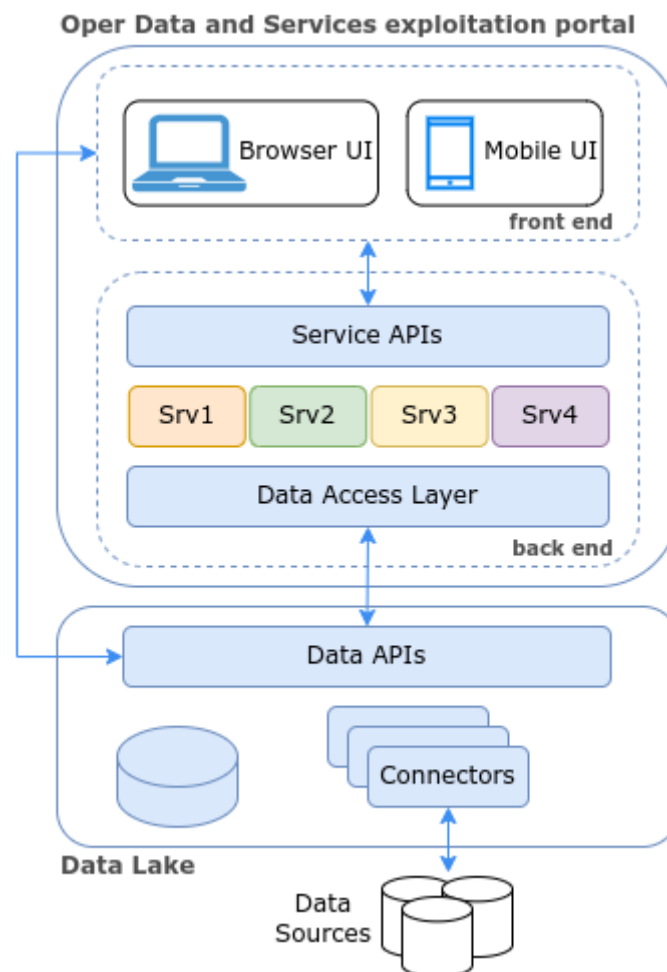 Oper Data and Services exploitation portal
Browser UI
Mobile UI
front end
Service APIs
Srv1
Srv2
Srv3
Srv4
Data Access Layer
back end
Data APIs
Connectors
Data Lake
Data
Sources